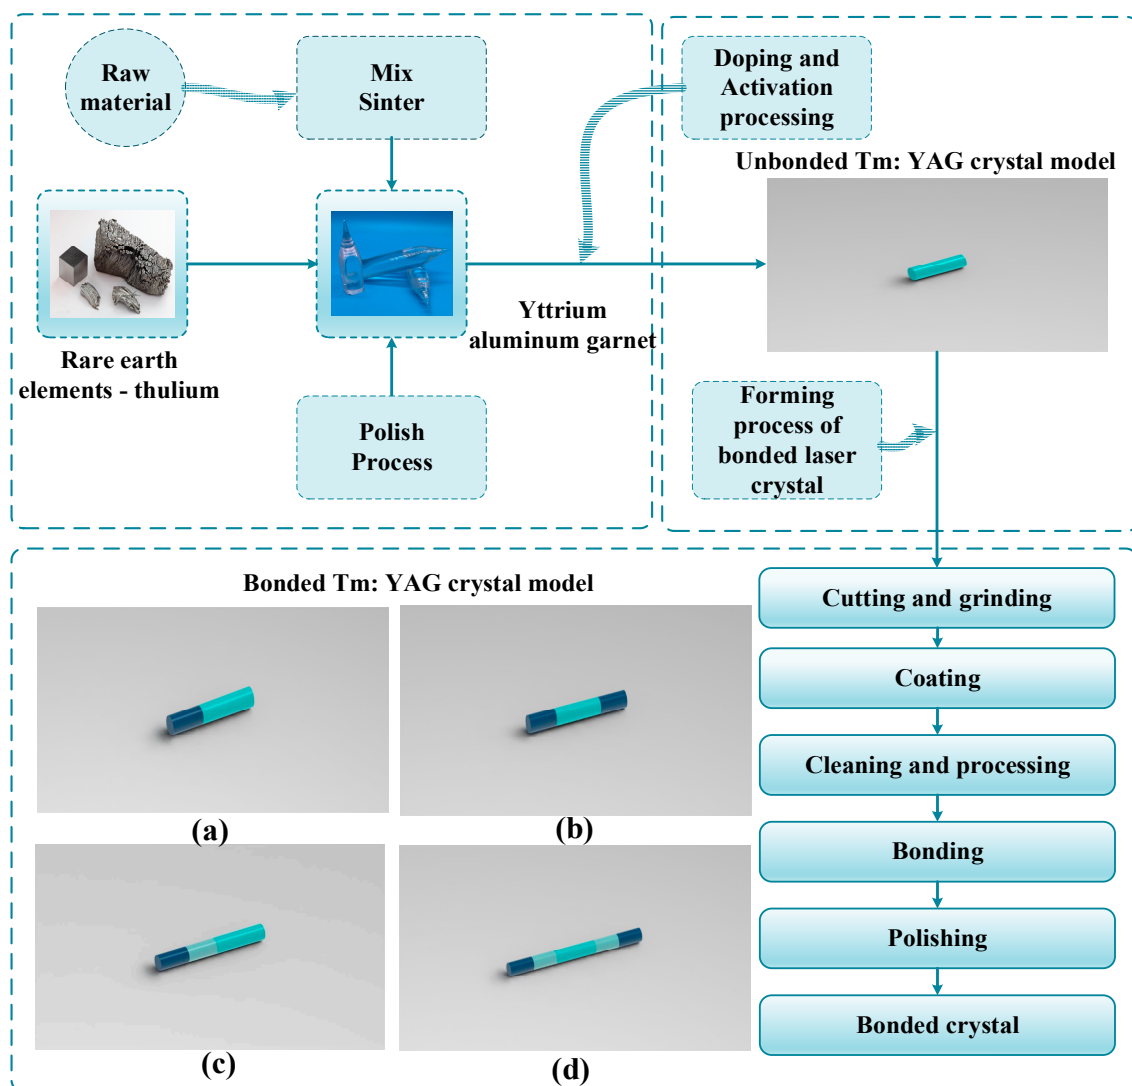 Raw
material
Mix
Sinter
Doping and
Activation
processing
Unbonded Tm: YAG crystal model
Rare earth
elements - thulium
Yttrium
aluminum garnet
Polish
Process
Forming
process of
bonded laser
crystal
Bonded Tm: YAG crystal model
(a)
(b)
(c)
(d)
Cutting and grinding
Coating
Cleaning and processing
Bonding
Polishing
Bonded crystal